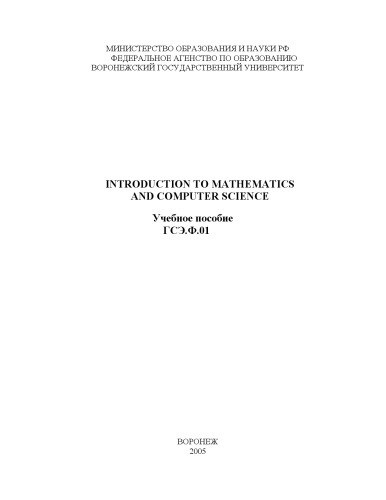 МИНИСТЕРСТВО ОБРАЗОВАНИЯ И НАУКИ РФ
ФЕДЕРАЛЬНОЕ АГЕНТСТВО ПО ОБРАЗОВАНИЮ
ВОРОНЕЖСКИЙ ГОСУДАРСТВЕННЫЙ УНИВЕРСИТЕТ
INTRODUCTION TO MATHEMATICS
AND COMPUTER SCIENCE
Учебное пособие
ГСЭ.Ф.01
ВОРОНЕЖ
2005